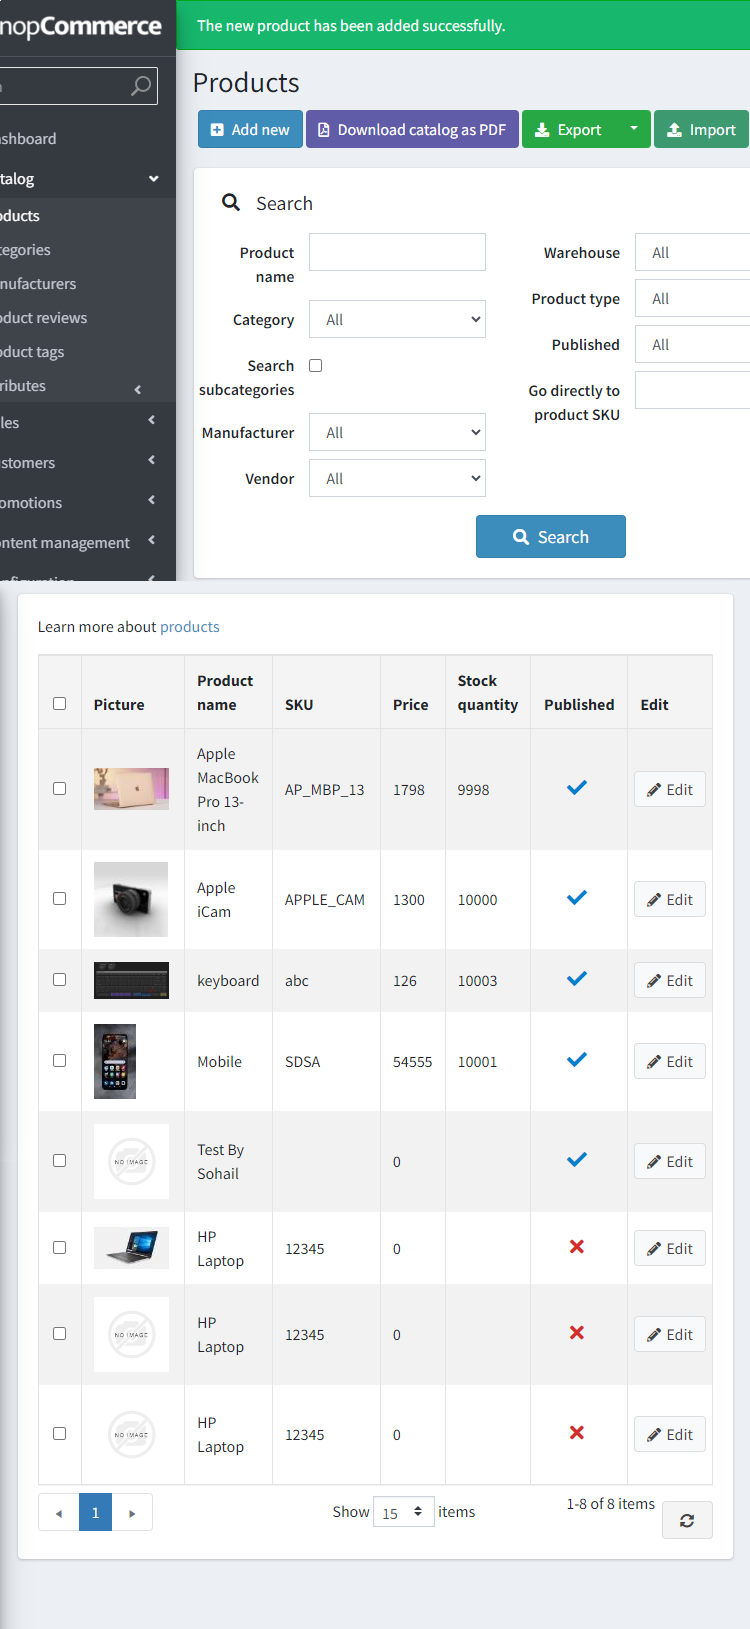 nopCommerce
The new product has been added successfully.
Products
Add new
Download catalog as PDF
Export
Import
shboard
talog
oducts
tegories
nufacturers
oduct reviews
oduct tags
ributes
les
stomers
omotions
ontent management
Search
Product name
Category All
Search subcategories
Manufacturer All
Vendor All
Warehouse All
Product type All
Published All
Go directly to product SKU
Search
Learn more about products
Picture Product name SKU Price Stock quantity Published Edit
Apple MacBook Pro 13-inch AP_MBP_13 1798 9998 Edit
Apple iCam APPLE_CAM 1300 10000 Edit
keyboard abc 126 10003 Edit
Mobile SDSA 54555 10001 Edit
NO IMAGE Test By Sohail 0 Edit
HP Laptop 12345 0 Edit
NO IMAGE HP Laptop 12345 0 Edit
NO IMAGE HP Laptop 12345 0 Edit
1
Show 15 items
1-8 of 8 items